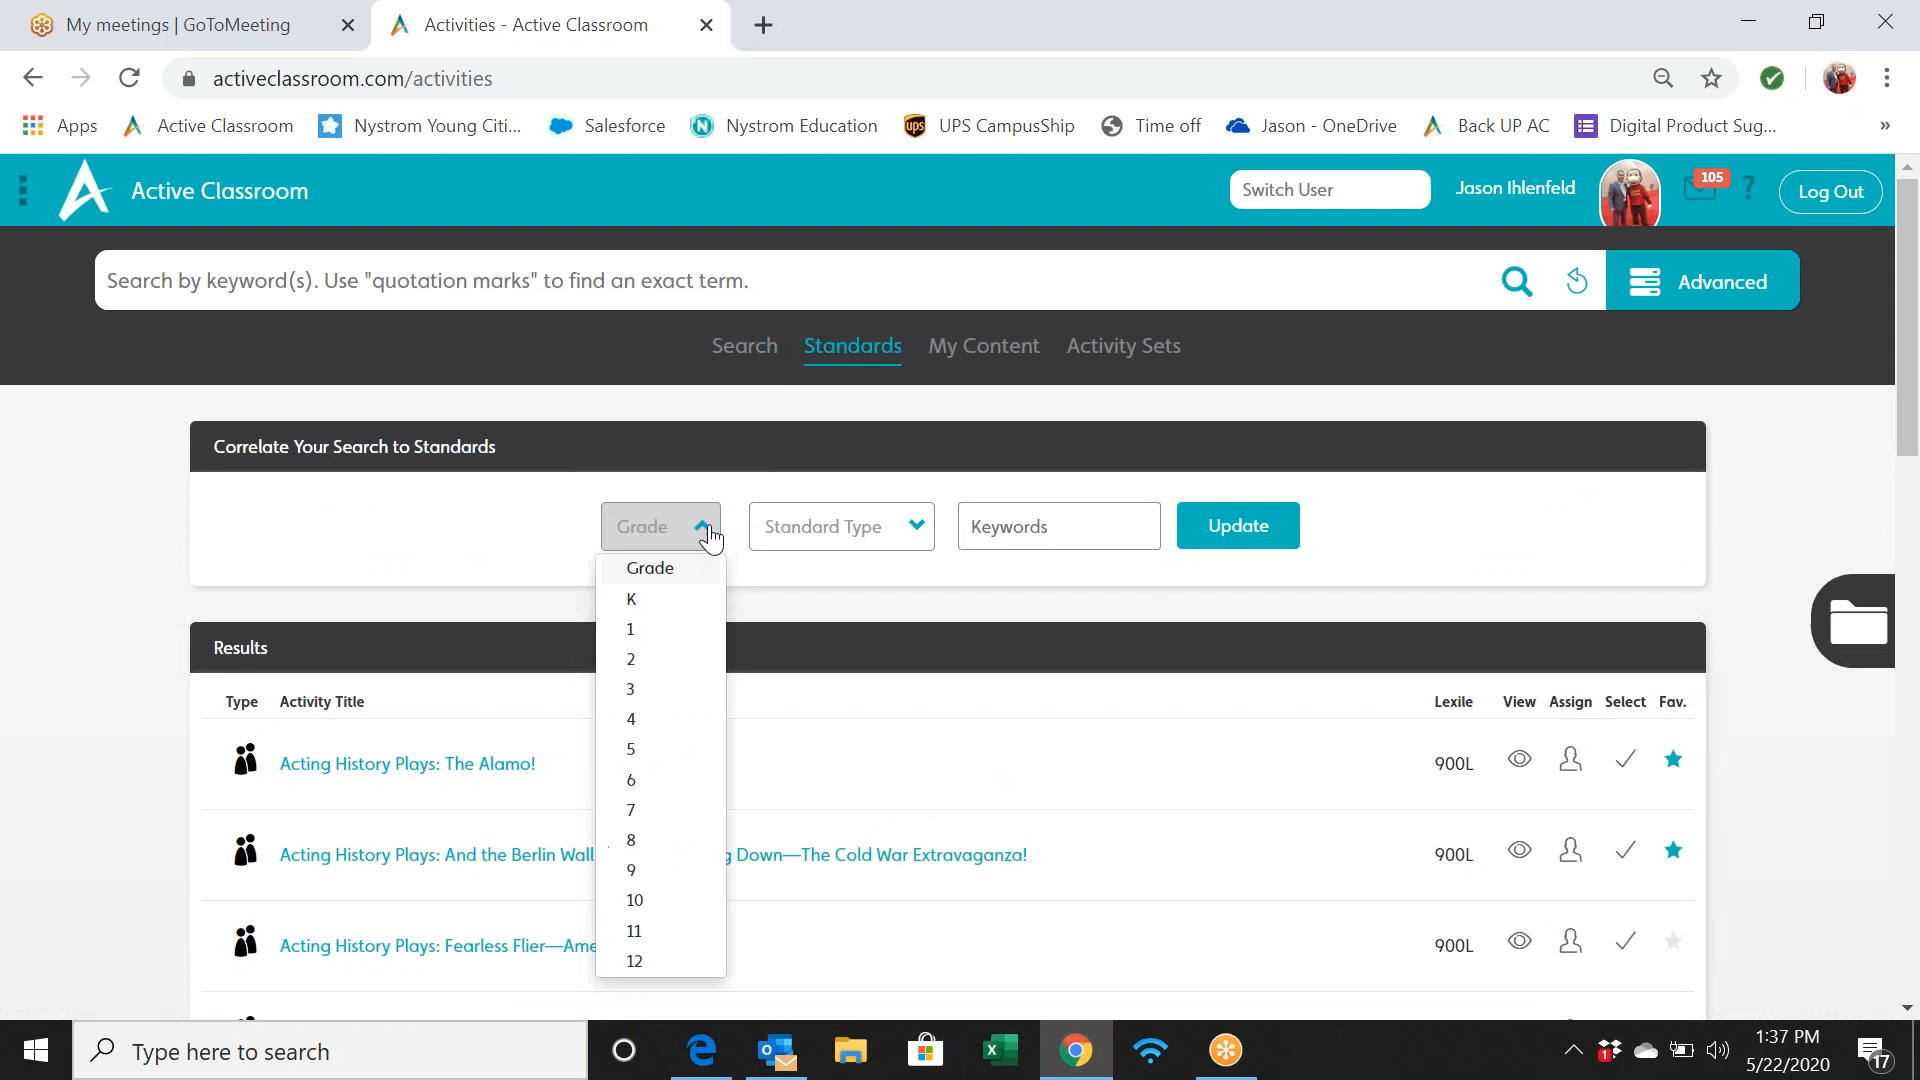 My meetings | GoToMeeting
Activities - Active Classroom
activeclassroom.com/activities
Apps
Active Classroom
Nystrom Young Citi...
Salesforce
N
Nystrom Education
ups
UPS CampusShip
Time off
Jason - OneDrive
Back UP AC
Digital Product Sug...
»
Active Classroom
Switch User
Jason Ihlenfeld
105
?
Log Out
Search by keyword(s). Use "quotation marks" to find an exact term.
Advanced
Search
Standards
My Content
Activity Sets
Correlate Your Search to Standards
Grade
Standard Type
Keywords
Update
Grade
K
1
2
3
4
5
6
7
8
9
10
11
12
Results
Type
Activity Title
Lexile
View
Assign
Select
Fav.
Acting History Plays: The Alamo!
900L
Acting History Plays: And the Berlin Wall
g Down—The Cold War Extravaganza!
900L
Acting History Plays: Fearless Flier—Ame
900L
Type here to search
1:37 PM
5/22/2020
1
17